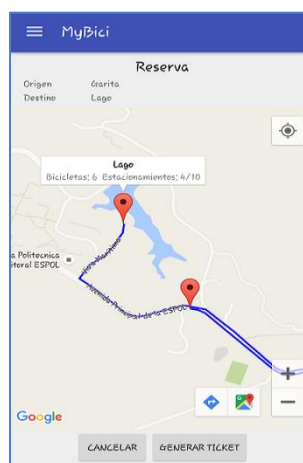 MyBici
Reserva
Origen Garita
Destino Lago
Lago
Bicicletas: 6 Estacionamientos: 4/10
a Politecnica
itoral ESPOL
Avenida Principal de la ESPOL
Google
CANCELAR GENERAR TICKET